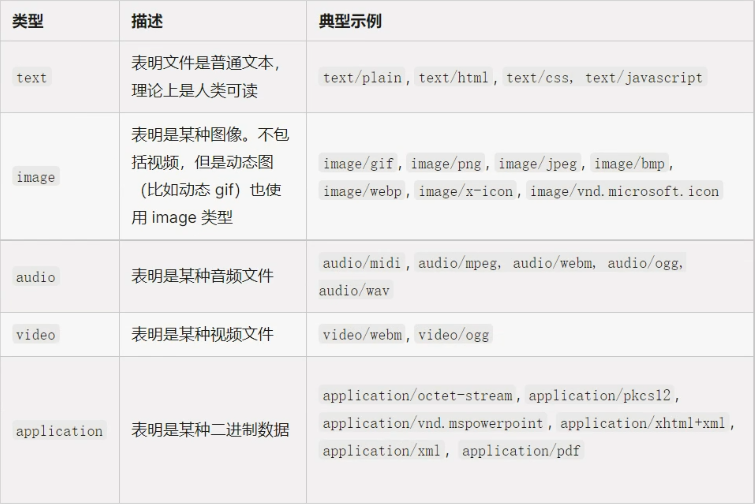 类型 描述 典型示例
表明文件是普通文本，
text text/plain, text/html, text/css, text/javascript
理论上是人类可读
表明是某种图像。不包
括视频，但是动态图
image image/gif, image/png, image/jpeg, image/bmp,
（比如动态 gif）也使 image/webp, image/x-icon, image/vnd.microsoft.icon
用 image 类型
audio 表明是某种音频文件 audio/midi, audio/mpeg, audio/webm, audio/ogg,
audio/wav
video 表明是某种视频文件 video/webm, video/ogg
application 表明是某种二进制数据 application/octet-stream, application/pkcs12,
application/vnd.mspowerpoint, application/xhtml+xml,
application/xml, application/pdf